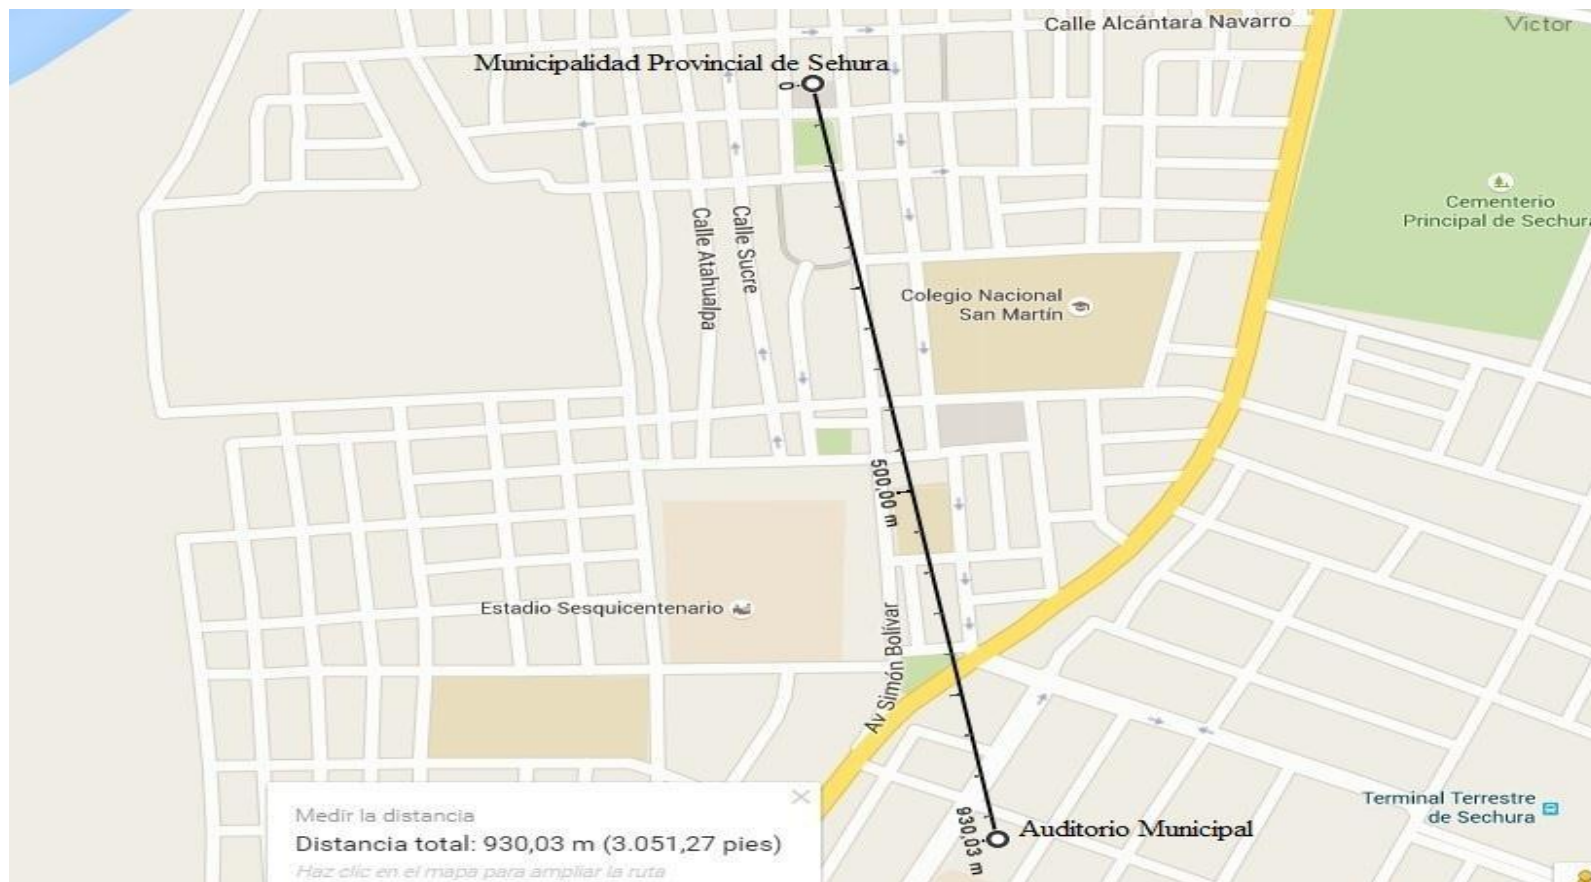 Calle Alcántara Navarro
Victor
Municipalidad Provincial de Sehura
0
Cementerio
Principal de Sechura
Calle Atahualpa
Calle Sucre
Colegio Nacional
San Martín
500,00 m
Estadio Sesquicentenario
Av Simón Bolívar
Terminal Terrestre
de Sechura
930,03 m
Auditorio Municipal
Medir la distancia
Distancia total: 930,03 m (3.051,27 pies)
Haz clic en el mapa para ampliar la ruta